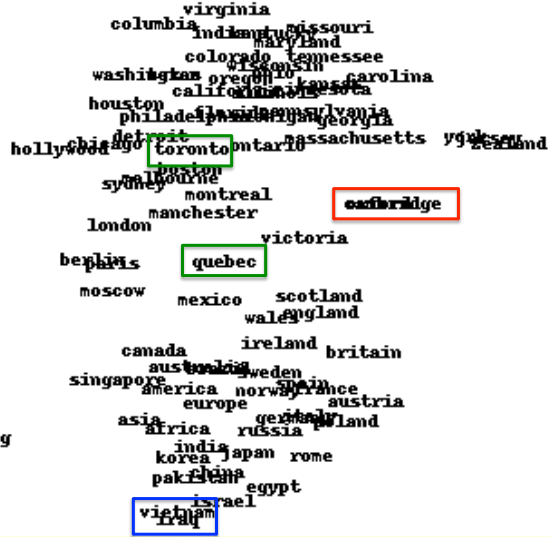 virginia
columbia missouri
indiana kentucky
maryland
colorado tennessee
wisconsin
washington oregon ohio carolina
california kansas minnesota
houston illinois
florida pennsylvania
philadelphia michigan georgia
detroit massachusetts york jersey
hollywood chicago toronto ontario zealand
boston
sydney melbourne
montreal
manchester cambridge
london
victoria
berlin paris quebec
moscow mexico scotland
wales england
canada ireland britain
australia
singapore sweden
america norway spain france
europe austria
asia africa germany italy poland
russia
g
india
korea japan rome
china
pakistan
egypt
israel
vietnam
iraq